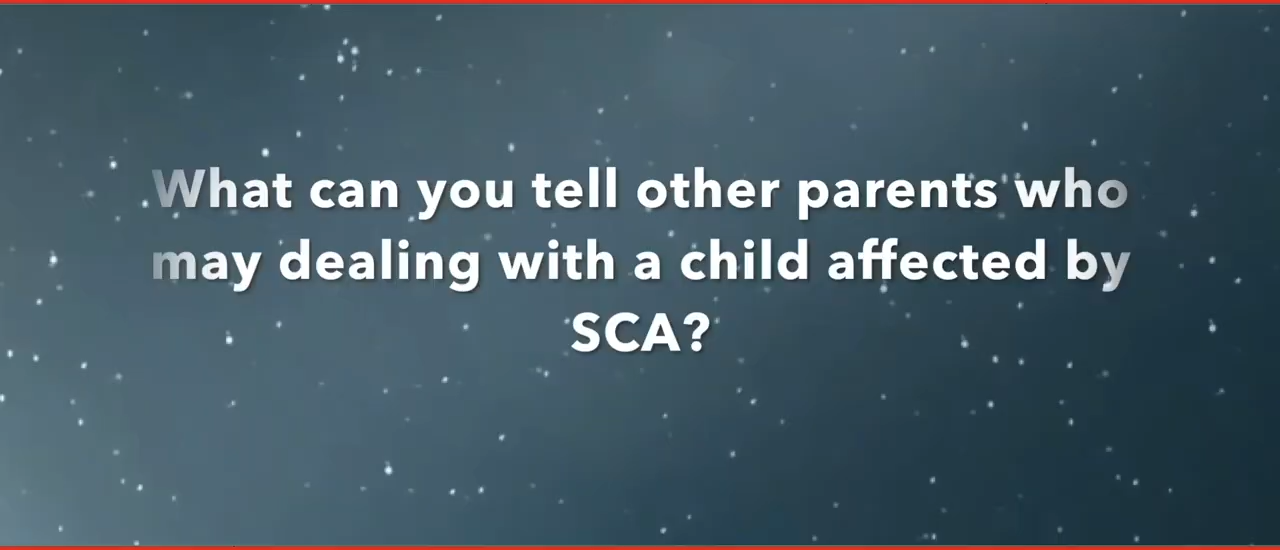 What can you tell other parents who
may dealing with a child affected by
SCA?